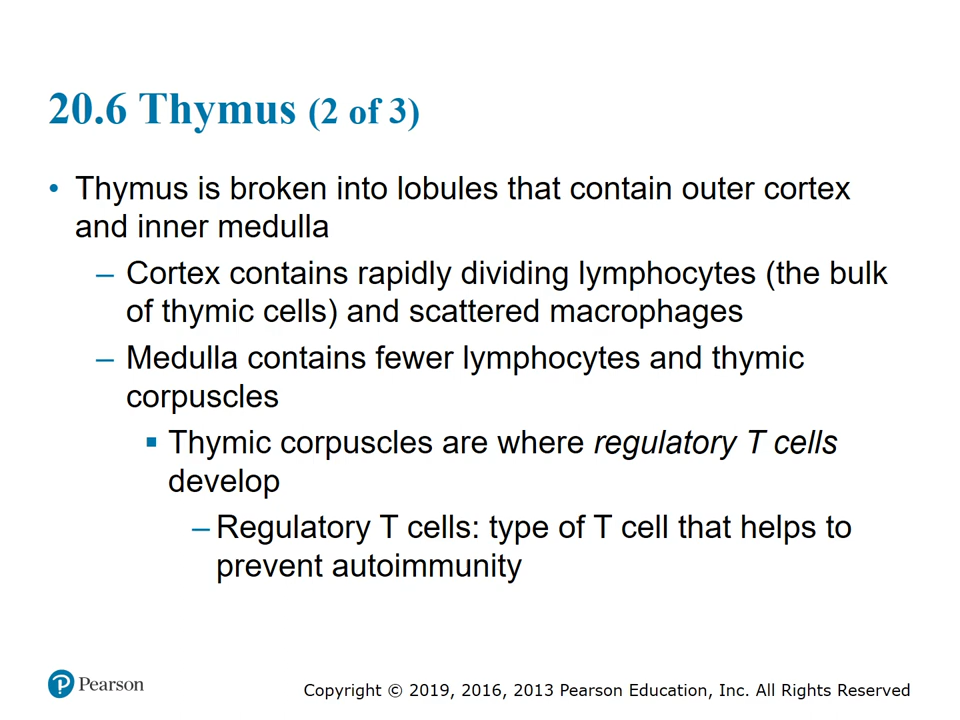 20.6 Thymus (2 of 3)
• Thymus is broken into lobules that contain outer cortex
and inner medulla
– Cortex contains rapidly dividing lymphocytes (the bulk
of thymic cells) and scattered macrophages
– Medulla contains fewer lymphocytes and thymic
corpuscles
▪ Thymic corpuscles are where regulatory T cells
develop
– Regulatory T cells: type of T cell that helps to
prevent autoimmunity
P Pearson
Copyright © 2019, 2016, 2013 Pearson Education, Inc. All Rights Reserved